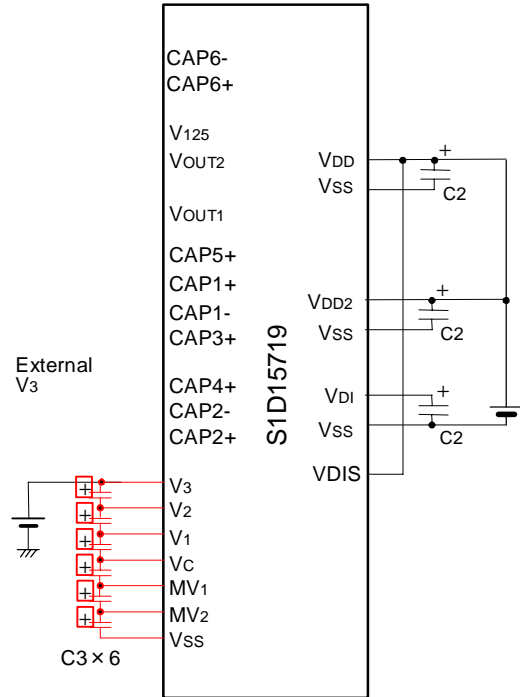 CAP6-
CAP6+
V125
VOUT2
VOUT1
CAP5+
CAP1+
CAP1-
CAP3+
External
V3
CAP4+
CAP2-
CAP2+
V3
V2
V1
VC
MV1
MV2
VSS
+
+
+
+
+
+
C3×6
S1D15719
VDD
VSS
+
C2
VDD2
VSS
+
C2
VDI
VSS
+
C2
VDIS